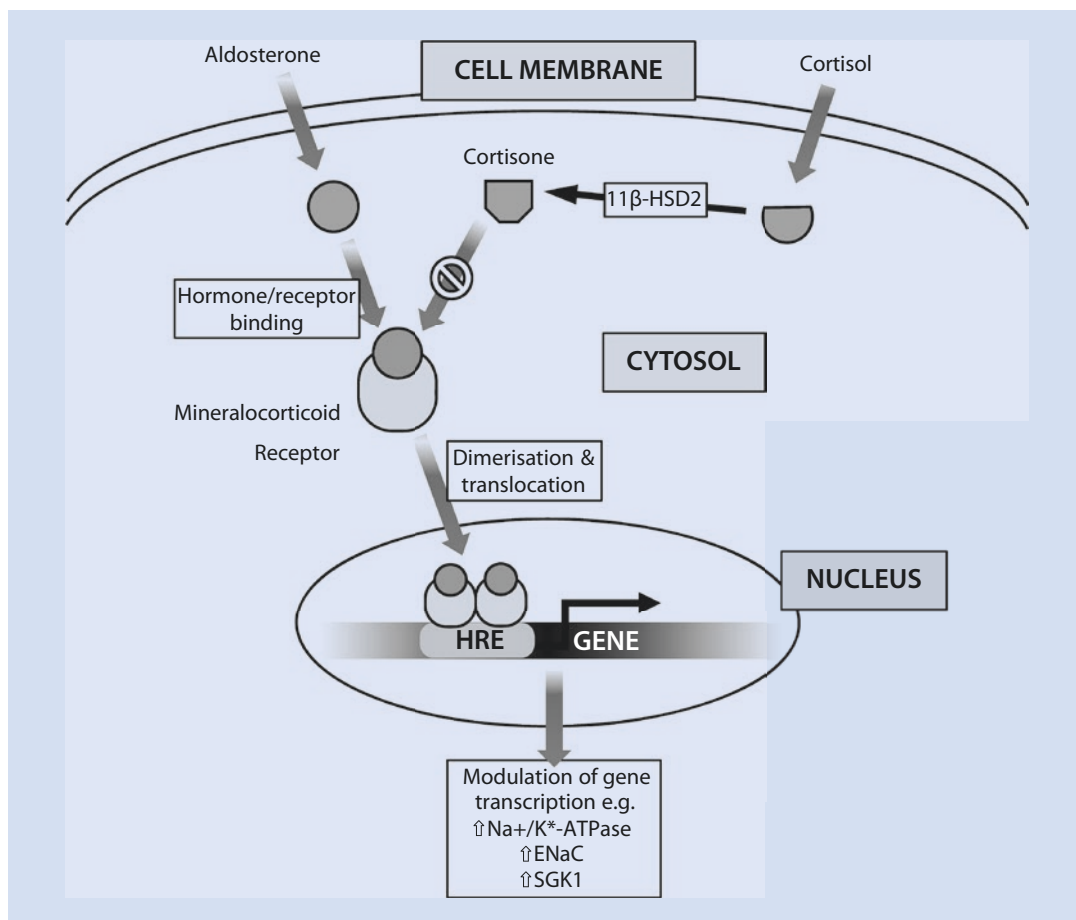 Aldosterone
CELL MEMBRANE
Cortisol
Cortisone
11β-HSD2
Hormone/receptor
binding
CYTOSOL
Mineralocorticoid
Receptor
Dimerisation &
translocation
NUCLEUS
HRE
GENE
Modulation of gene
transcription e.g.
⇧Na+/K*-ATPase
⇧ENaC
⇧SGK1